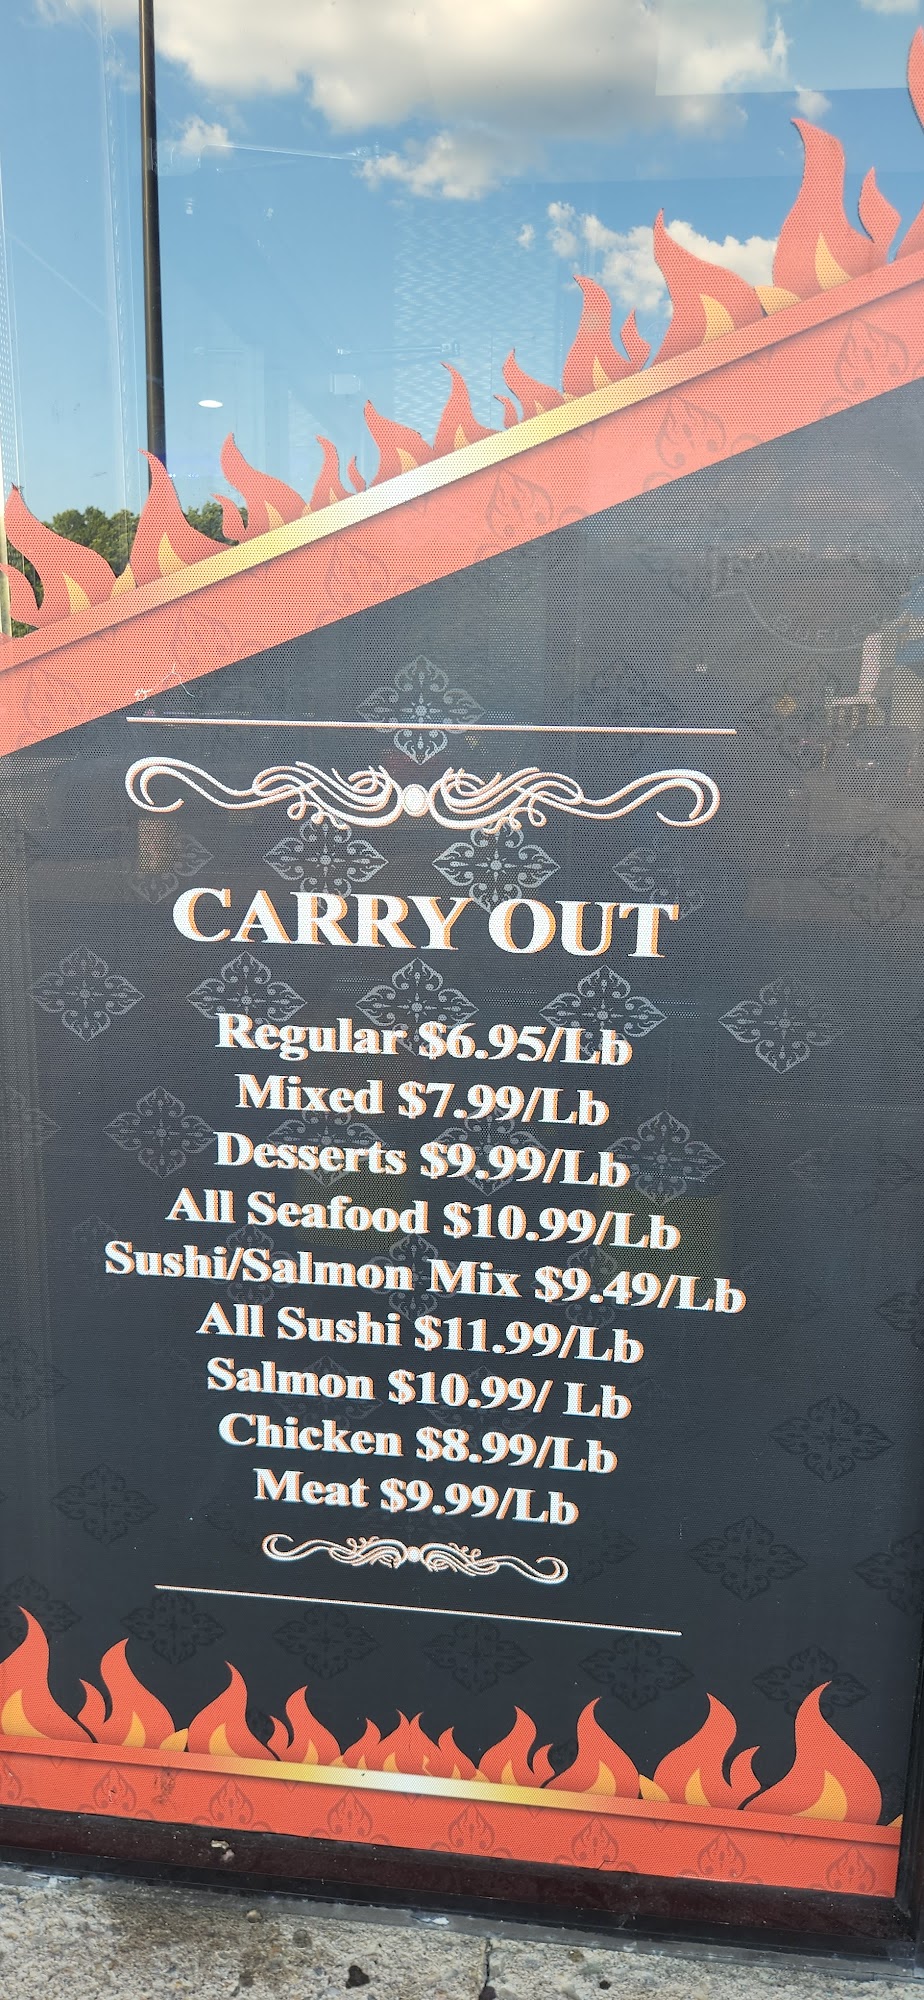 CARRY OUT
Regular $6.95/Lb
Mixed $7.99/Lb
Desserts $9.99/Lb
All Seafood $10.99/Lb
Sushi/Salmon Mix $9.49/Lb
All Sushi $11.99/Lb
Salmon $10.99/ Lb
Chicken $8.99/Lb
Meat $9.99/Lb